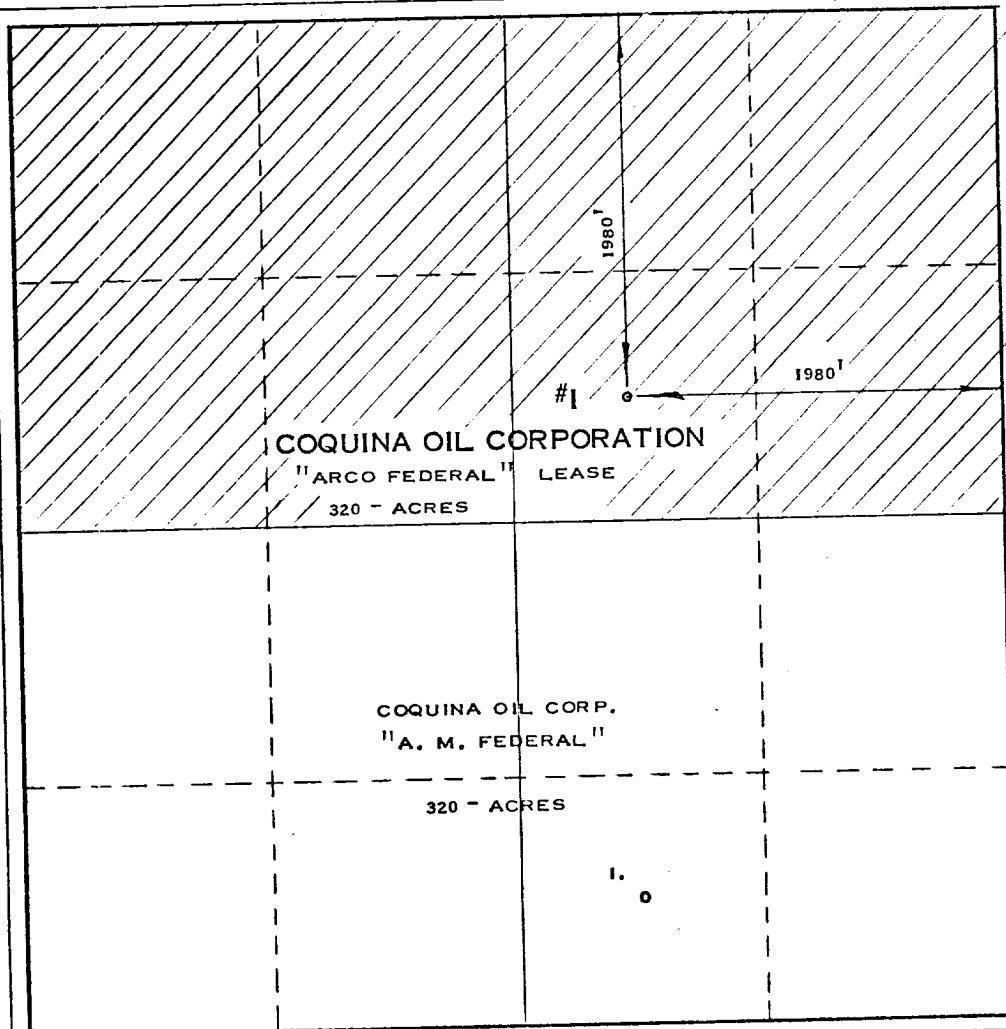 1980'
1980'
#1
COQUINA OIL CORPORATION
"ARCO FEDERAL" LEASE
320 - ACRES
COQUINA OIL CORP.
"A. M. FEDERAL"
320 - ACRES
1.